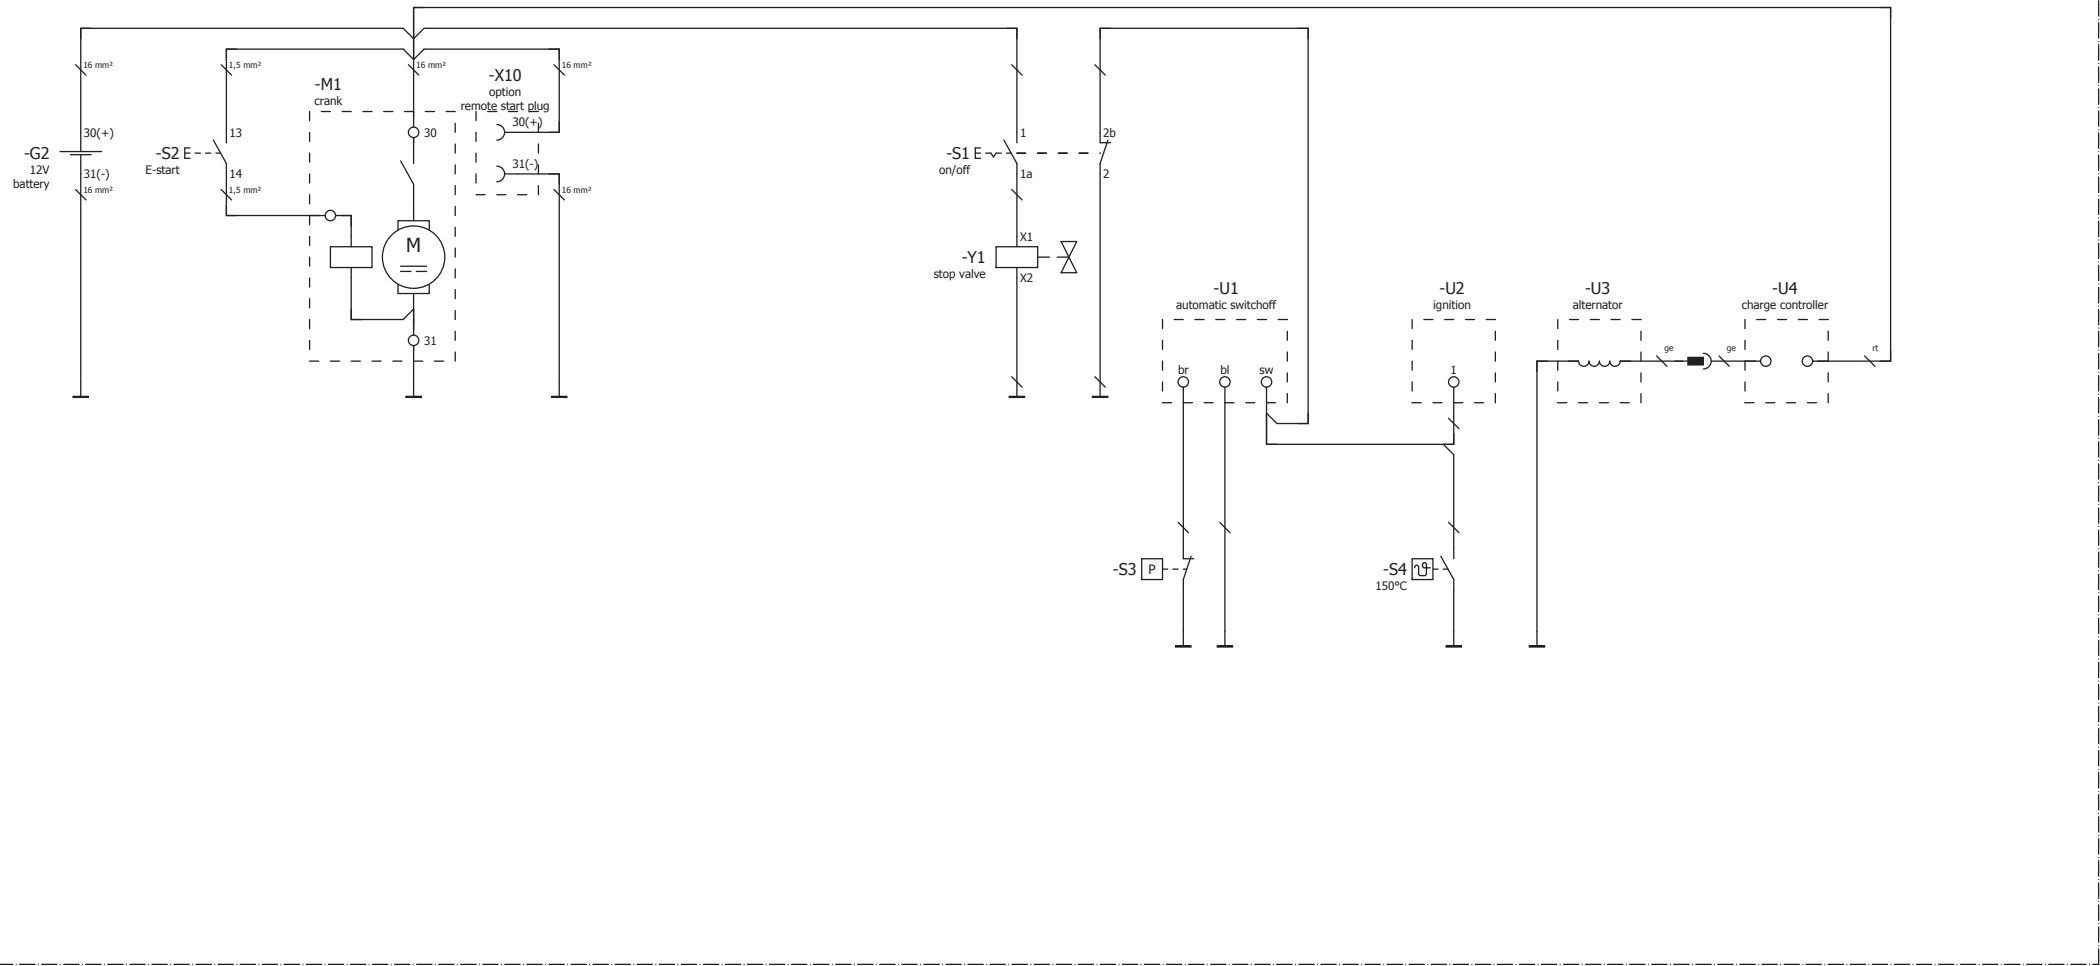 16 mm²
1,5 mm²
16 mm²
16 mm²
-M1
crank
-X10
option
remote start plug
30(+)
31(-)
-G2
12V
battery
30(+)
31(-)
16 mm²
-S2 E
E-start
13
14
1,5 mm²
30
M
31
16 mm²
-S1 E
on/off
1
1a
2b
2
-Y1
stop valve
X1
X2
-U1
automatic switchoff
br
bl
sw
-U2
ignition
1
-U3
alternator
ge
ge
-U4
charge controller
rt
-S3
P
-S4
150°C
ϑ